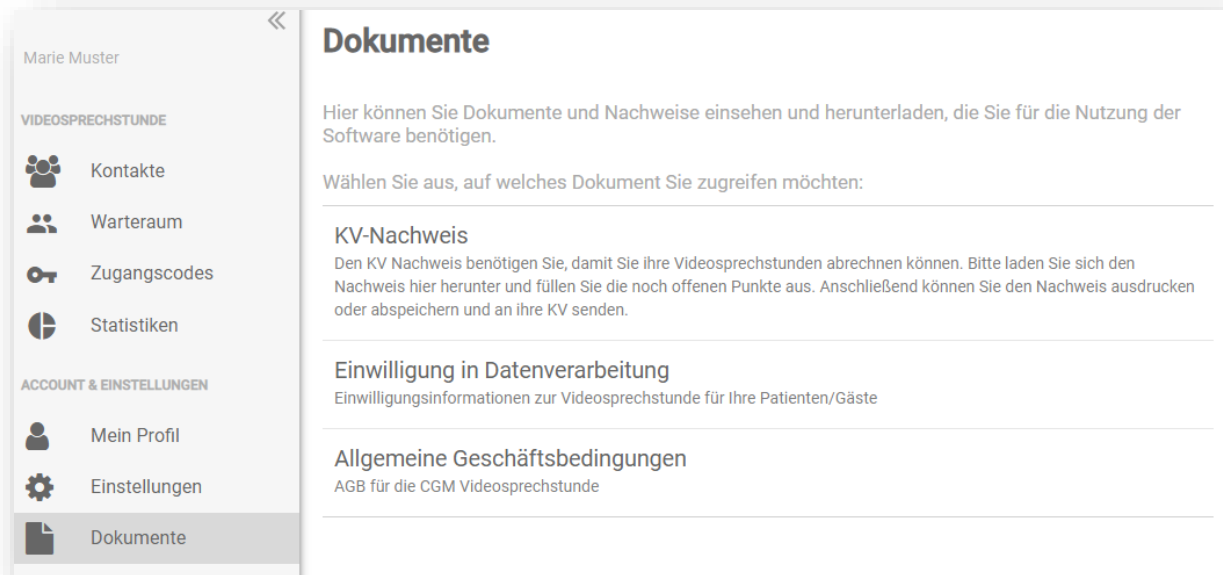 Marie Muster
VIDEOSPRECHSTUNDE
Kontakte
Warteraum
Zugangscodes
Statistiken
ACCOUNT & EINSTELLUNGEN
Mein Profil
Einstellungen
Dokumente
Dokumente
Hier können Sie Dokumente und Nachweise einsehen und herunterladen, die Sie für die Nutzung der
Software benötigen.
Wählen Sie aus, auf welches Dokument Sie zugreifen möchten:
KV-Nachweis
Den KV Nachweis benötigen Sie, damit Sie ihre Videosprechstunden abrechnen können. Bitte laden Sie sich den
Nachweis hier herunter und füllen Sie die noch offenen Punkte aus. Anschließend können Sie den Nachweis ausdrucken
oder abspeichern und an ihre KV senden.
Einwilligung in Datenverarbeitung
Einwilligungsinformationen zur Videosprechstunde für Ihre Patienten/Gäste
Allgemeine Geschäftsbedingungen
AGB für die CGM Videosprechstunde